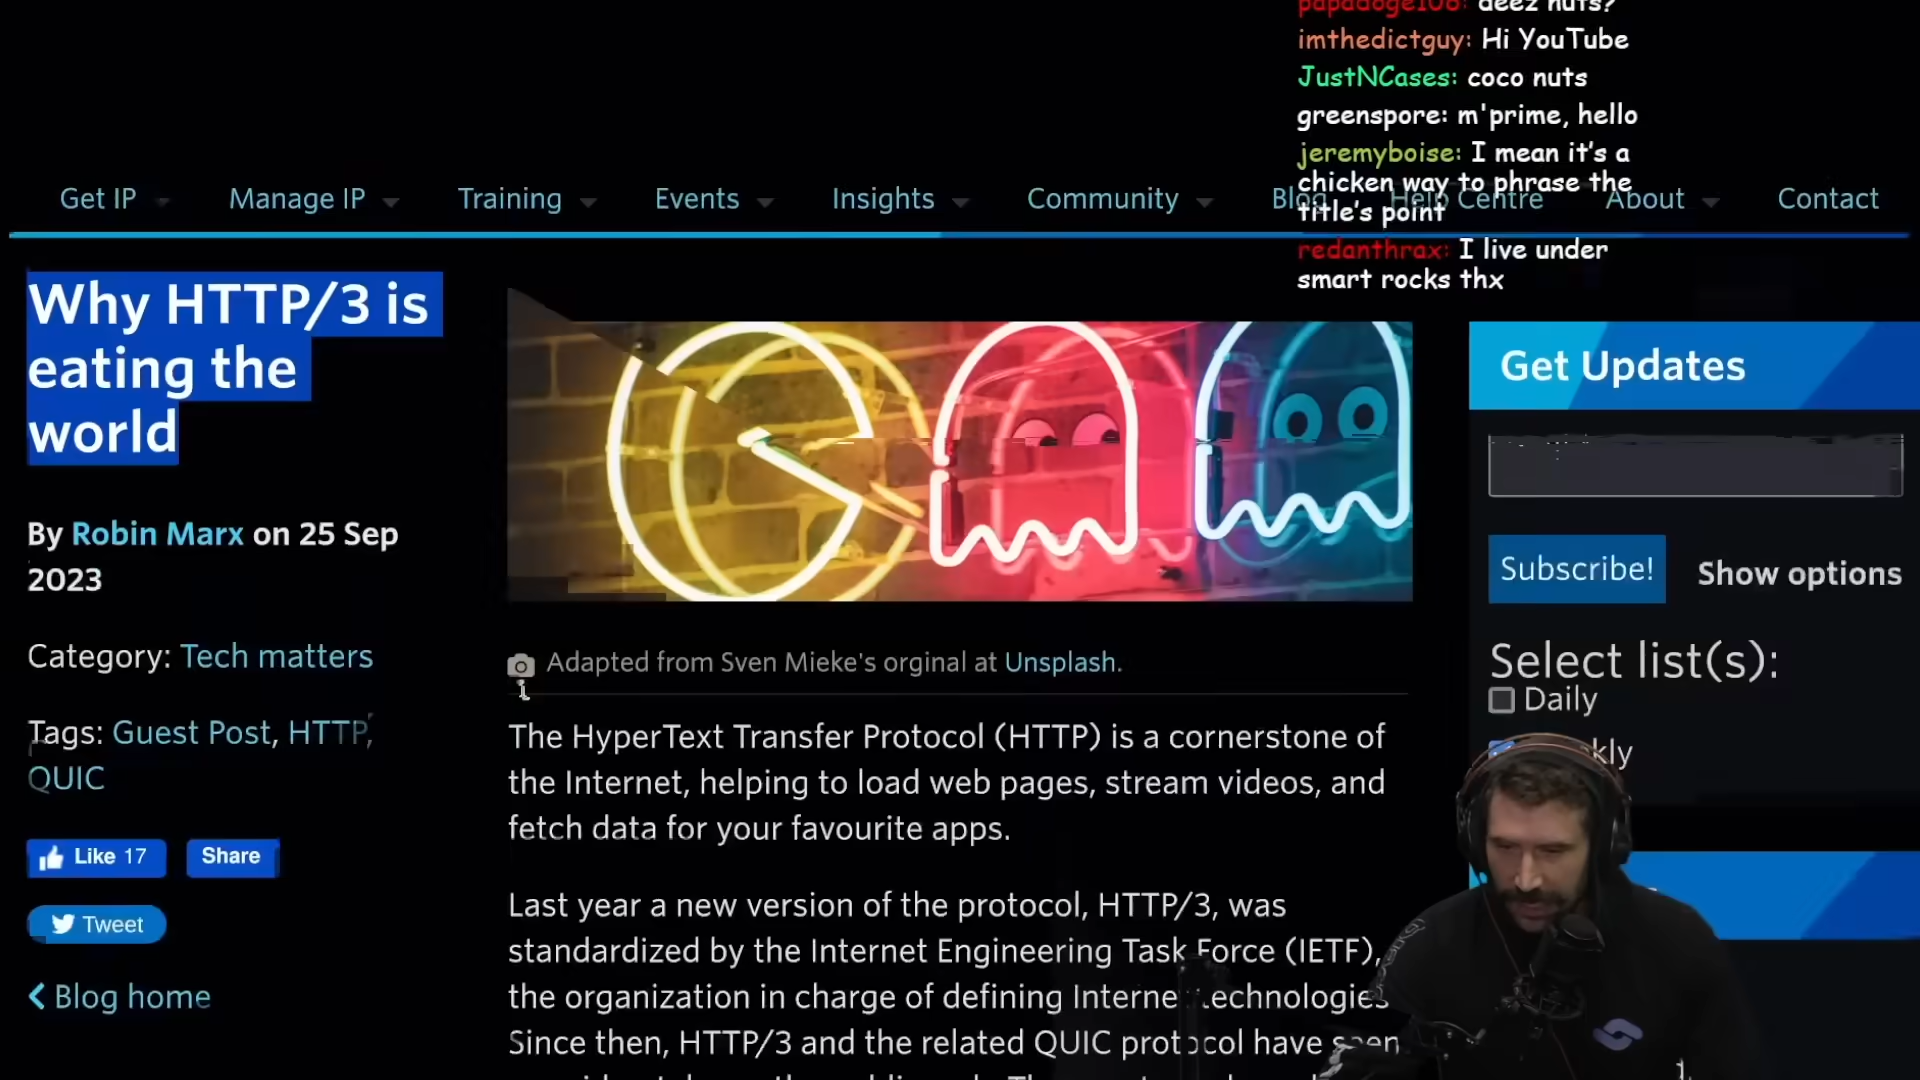 papadoge108: deez nuts?
imthedictguy: Hi YouTube
JustNCases: coco nuts
greenspore: m'prime, hello
jeremyboise: I mean it's a
chicken way to phrase the
title's point
redanthrax: I live under
smart rocks thx
Get IP
Manage IP
Training
Events
Insights
Community
Blog
Help Centre
About
Contact
Why HTTP/3 is
eating the
world
By Robin Marx on 25 Sep
2023
Category: Tech matters
Tags: Guest Post, HTTP,
QUIC
Like 17
Share
Tweet
Blog home
Adapted from Sven Mieke's orginal at Unsplash.
The HyperText Transfer Protocol (HTTP) is a cornerstone of
the Internet, helping to load web pages, stream videos, and
fetch data for your favourite apps.
Last year a new version of the protocol, HTTP/3, was
standardized by the Internet Engineering Task Force (IETF),
the organization in charge of defining Internet technologies
Since then, HTTP/3 and the related QUIC protocol have seen
Get Updates
Subscribe!
Show options
Select list(s):
Daily